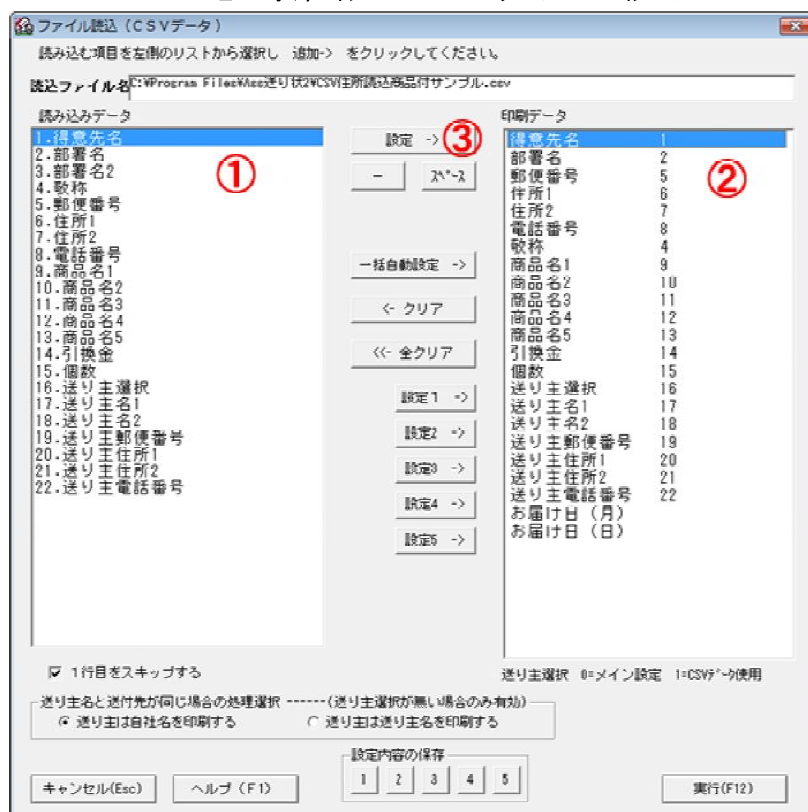 ファイル読込（ＣＳＶデータ）
読み込む項目を左側のリストから選択し 追加-> をクリックしてください。
読込ファイル名 C:¥Program Files¥Ass送り状2¥CSV住所読込商品付サンプル.csv
読み込みデータ
1.得意先名
2.部署名
3.部署名2
4.敬称
5.郵便番号
6.住所1
7.住所2
8.電話番号
9.商品名1
10.商品名2
11.商品名3
12.商品名4
13.商品名5
14.引換金
15.個数
16.送り主選択
17.送り主名1
18.送り主名2
19.送り主郵便番号
20.送り主住所1
21.送り主住所2
22.送り主電話番号
①
設定 ->
③
－
ｽﾍﾟｰｽ
一括自動設定 ->
<- クリア
<<- 全クリア
設定1 ->
設定2 ->
設定3 ->
設定4 ->
設定5 ->
印刷データ
得意先名 1
部署名 2
郵便番号 5
住所1 6
住所2 7
電話番号 8
敬称 4
商品名1 9
商品名2 10
商品名3 11
商品名4 12
商品名5 13
引換金 14
個数 15
送り主選択 16
送り主名1 17
送り主名2 18
送り主郵便番号 19
送り主住所1 20
送り主住所2 21
送り主電話番号 22
お届け日（月）
お届け日（日）
②
1行目をスキップする
送り主選択 0=メイン設定 1=CSVﾃﾞｰﾀ使用
送り主名と送付先が同じ場合の処理選択 ------(送り主選択が無い場合のみ有効)
送り主は自社名を印刷する
送り主は送り主名を印刷する
設定内容の保存
1 2 3 4 5
キャンセル(Esc)
ヘルプ（F1）
実行(F12)